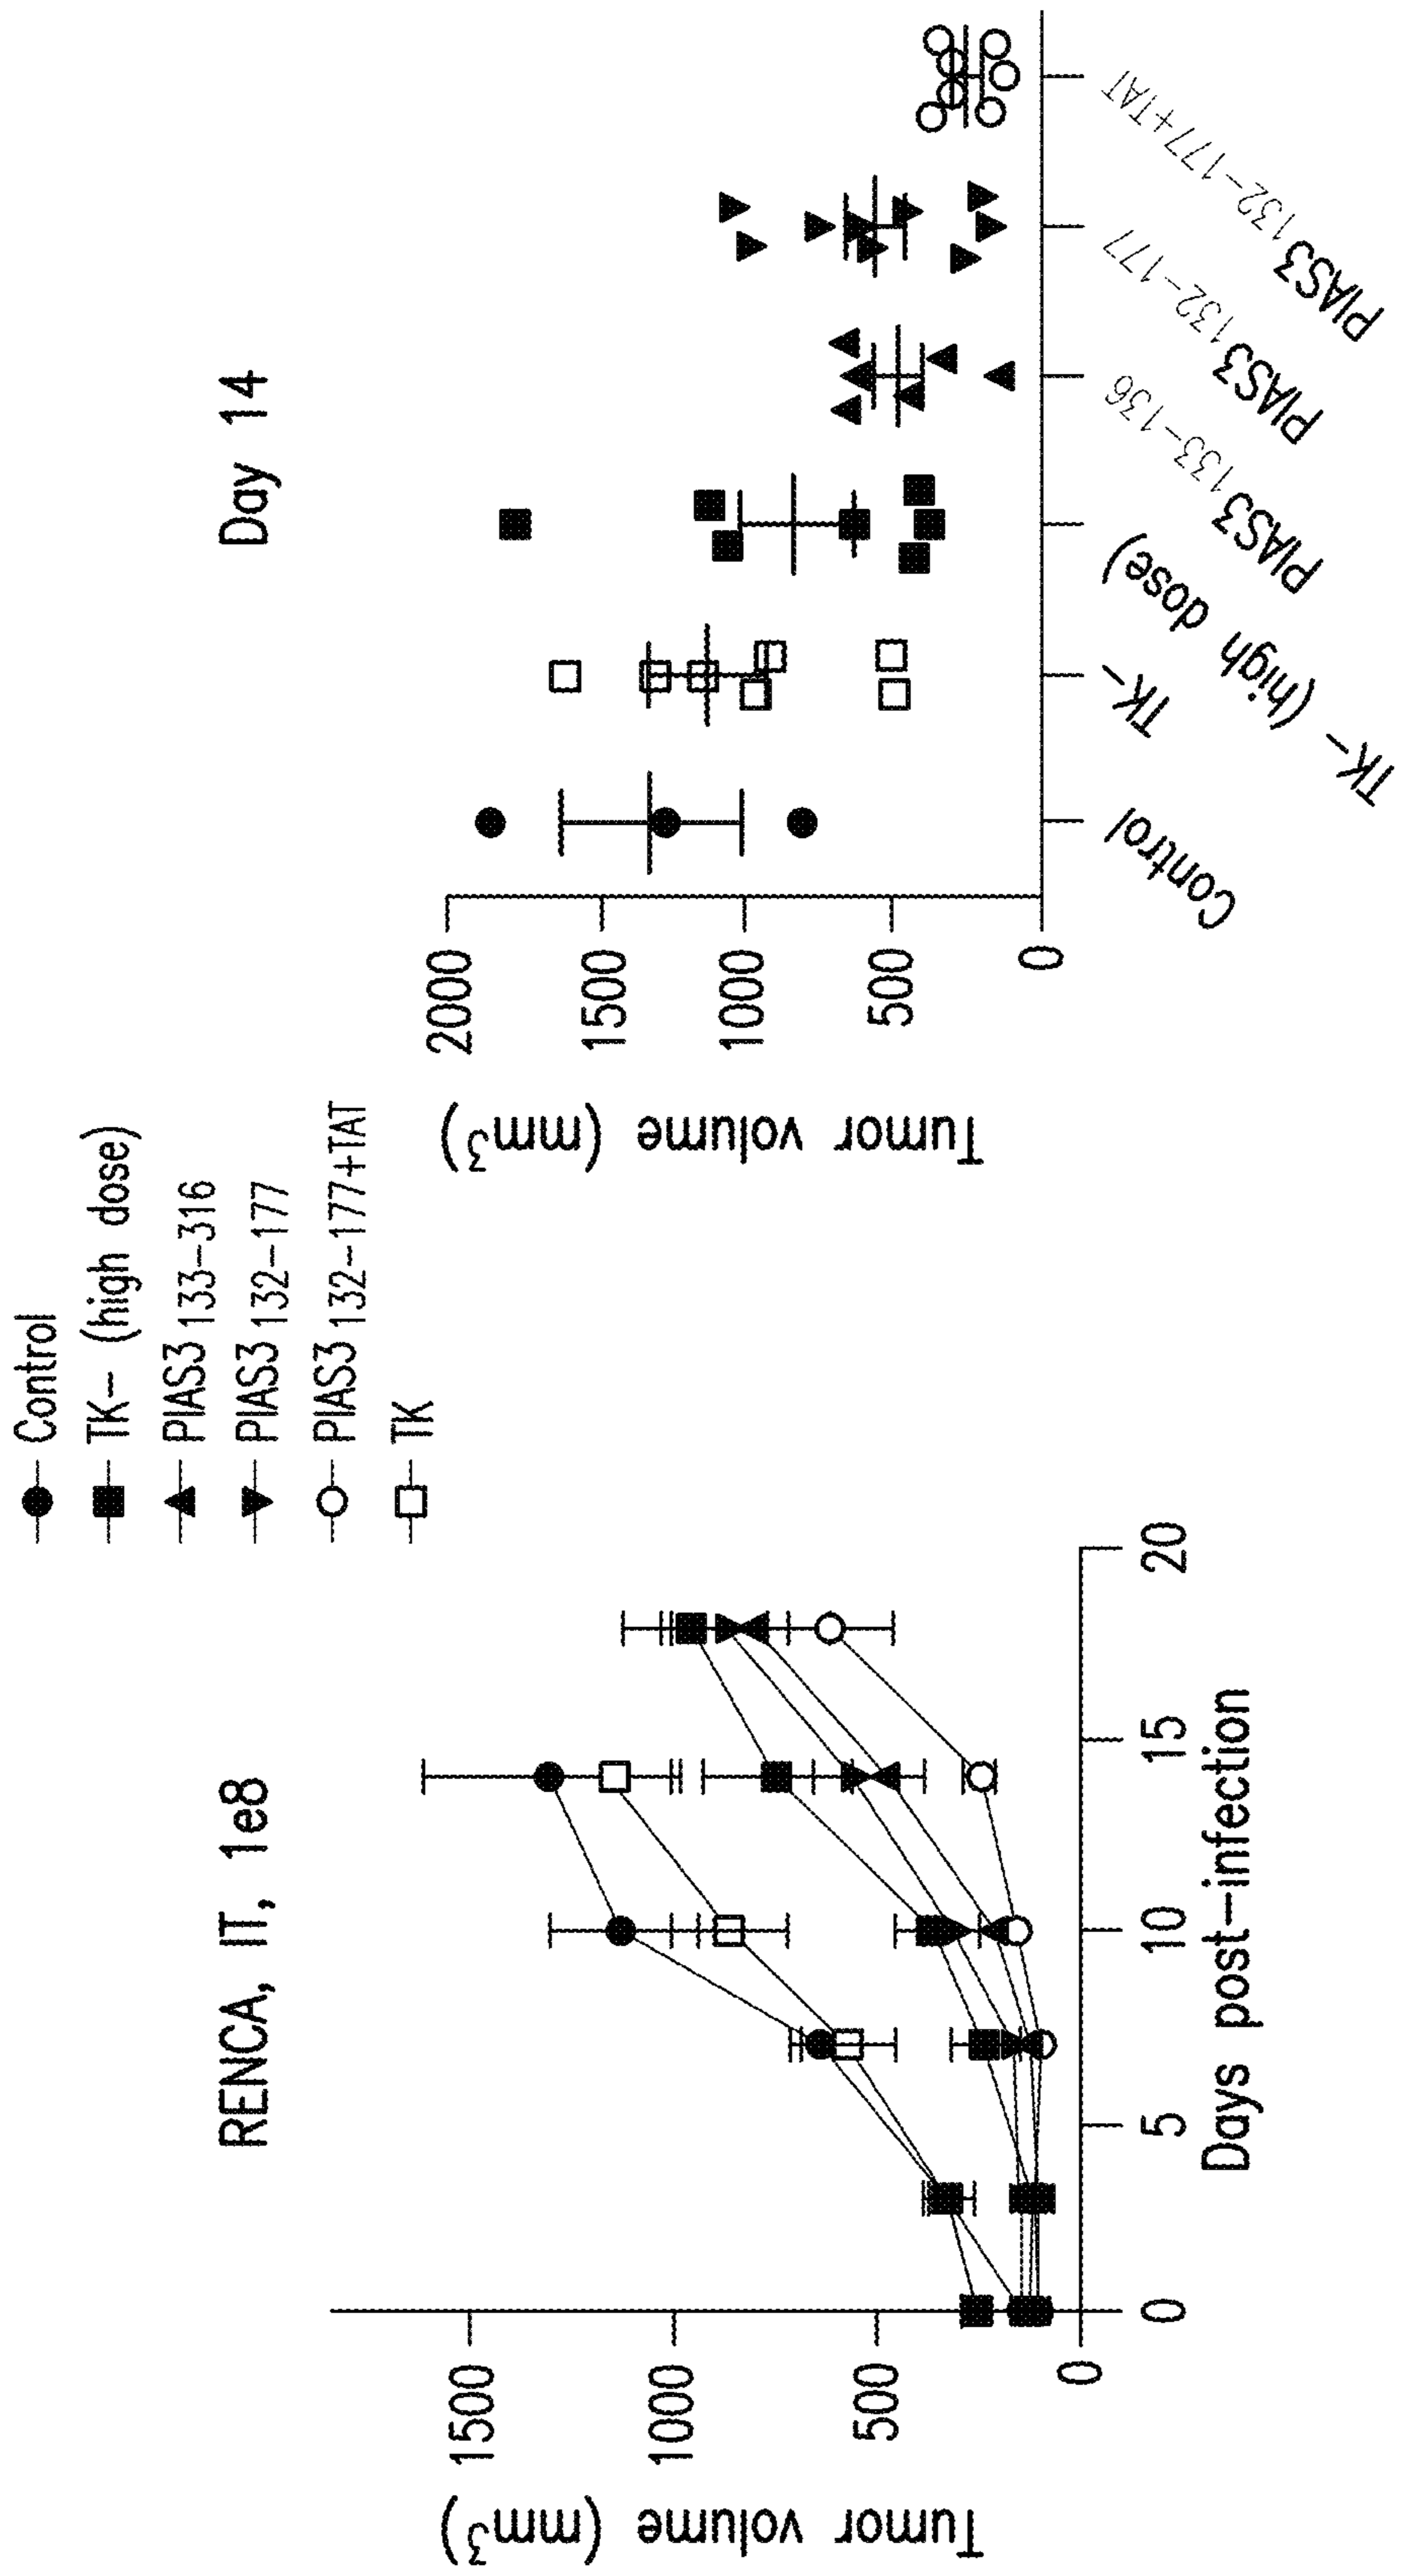 RENCA, IT, 1e8
Control
TK- (high dose)
PIAS3 133-316
PIAS3 132-177
PIAS3 132-177+TAT
TK
Tumor volume (mm3)
1500
1000
500
0
0
5
10
15
20
Days post-infection
Day 14
Tumor volume (mm3)
2000
1500
1000
500
0
Control
TK-
TK- (high dose)
PIAS3 133-136
PIAS3 132-177
PIAS3 132-177+TAT